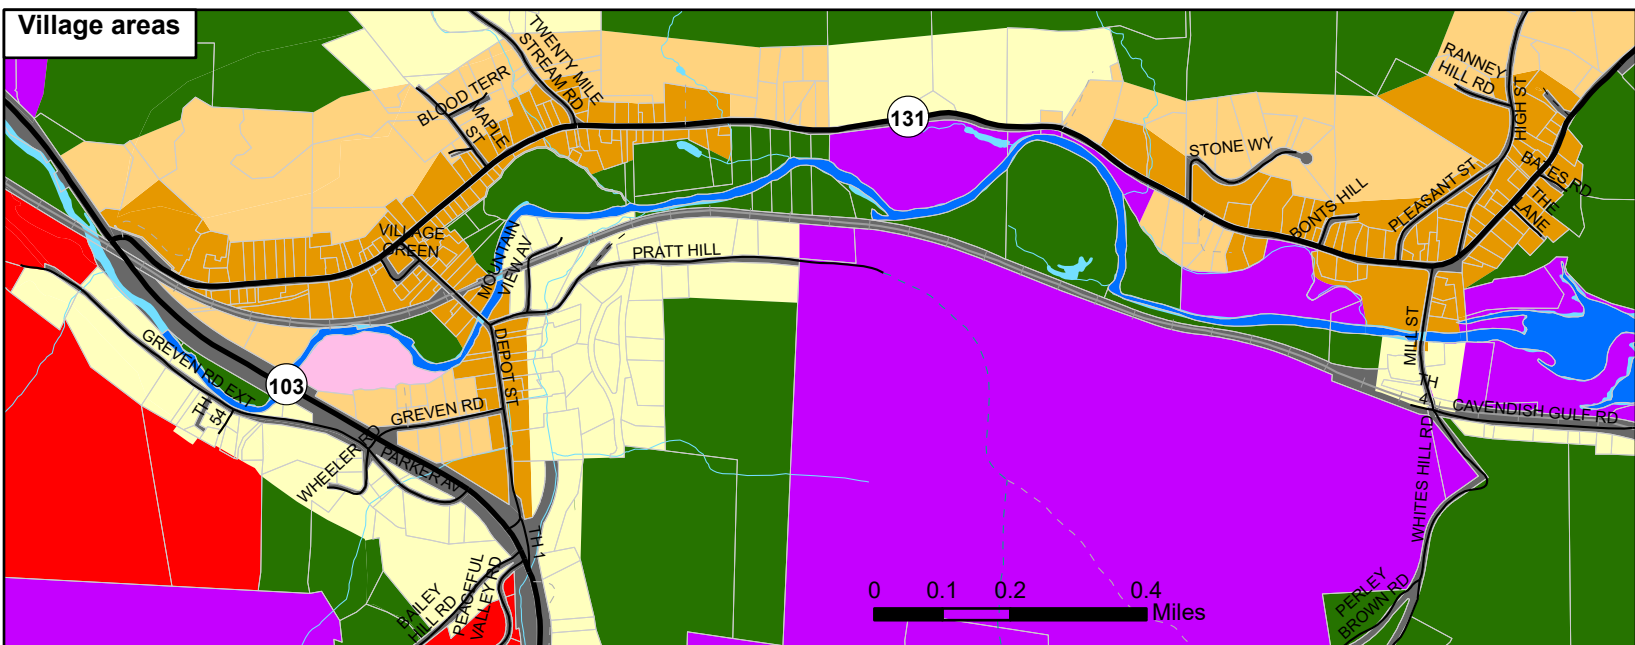 Village areas
TWENTY MILE
STREAM RD
BLOOD TERR
MAPLE
ST
131
RANNEY
HILL RD
HIGH ST
STONE WY
BATES RD
THE
LANE
PLEASANT ST
BONTS HILL
VILLAGE
GREEN
MOUNTAIN
VIEW AV
PRATT HILL
MILL ST
DEPOT ST
GREVEN RD EXT
103
TH
54
GREVEN RD
TH
4
CAVENDISH GULF RD
WHEELER RD
PARKER AV
WHITES HILL RD
TH 1
BAILEY
HILL RD
PEACEFUL
VALLEY RD
PERLEY
BROWN RD
0 0.1 0.2 0.4
Miles